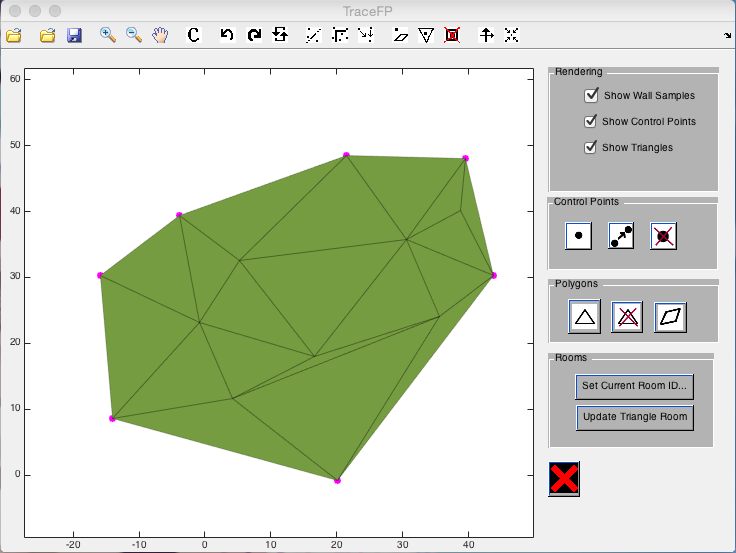 TraceFP
C
60
50
40
30
20
10
0
-20
-10
0
10
20
30
40
Rendering
Show Wall Samples
Show Control Points
Show Triangles
Control Points
Polygons
Rooms
Set Current Room ID...
Update Triangle Room